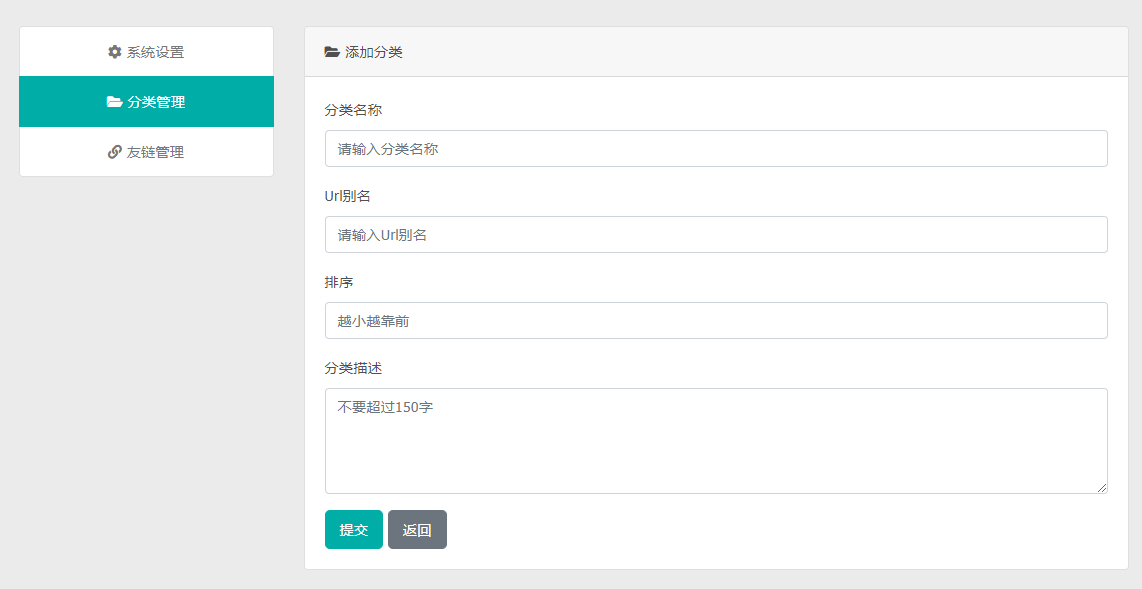 系统设置
分类管理
友链管理
添加分类
分类名称
请输入分类名称
Url别名
请输入Url别名
排序
越小越靠前
分类描述
不要超过150字
提交 返回